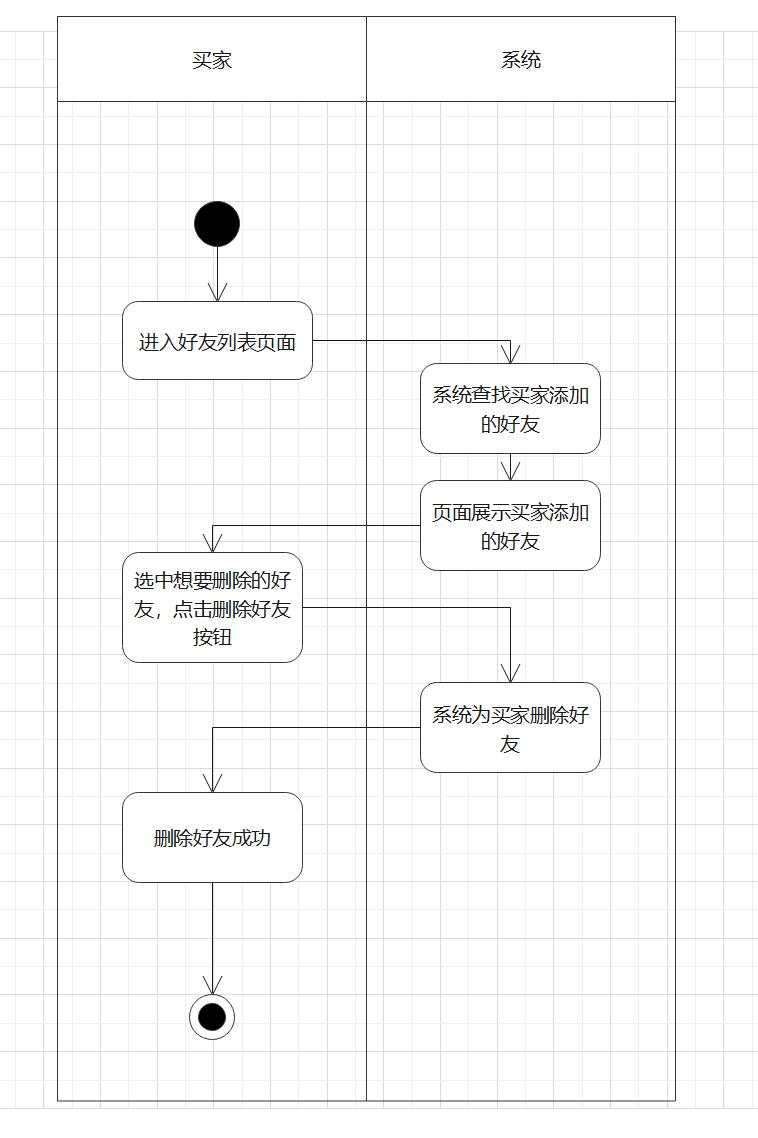 买家
系统
进入好友列表页面
系统查找买家添加
的好友
页面展示买家添加
的好友
选中想要删除的好
友，点击删除好友
按钮
系统为买家删除好
友
删除好友成功